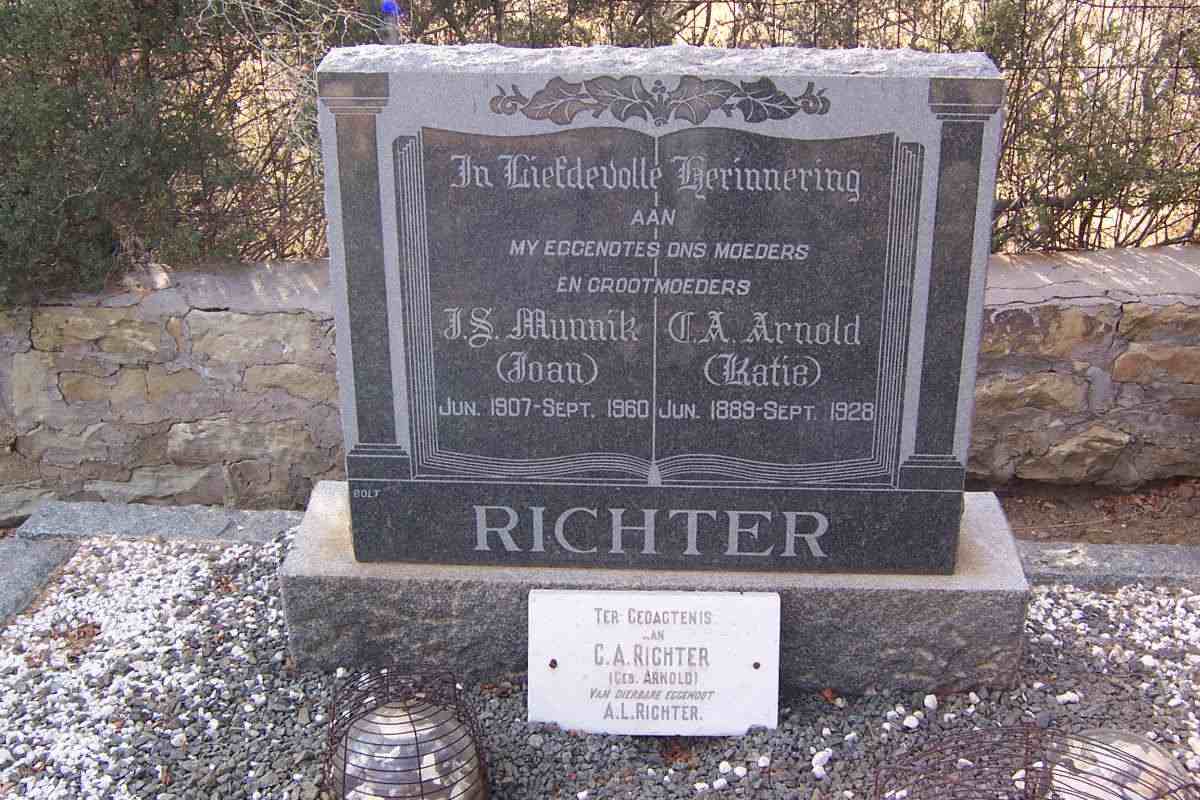 In Liefdevolle Herinnering
AAN
MY EGGENOTES ONS MOEDERS
EN GROOTMOEDERS
J.S. Munnik C.A. Arnold
(Joan) (Katie)
JUN. 1907-SEPT. 1960 JUN. 1889-SEPT. 1928
BOLT
RICHTER
TER GEDAGTENIS
AAN
C.A. RICHTER
(GEB. ARNOLD)
VAN DIERBARE EGGENOOT
A.L. RICHTER.